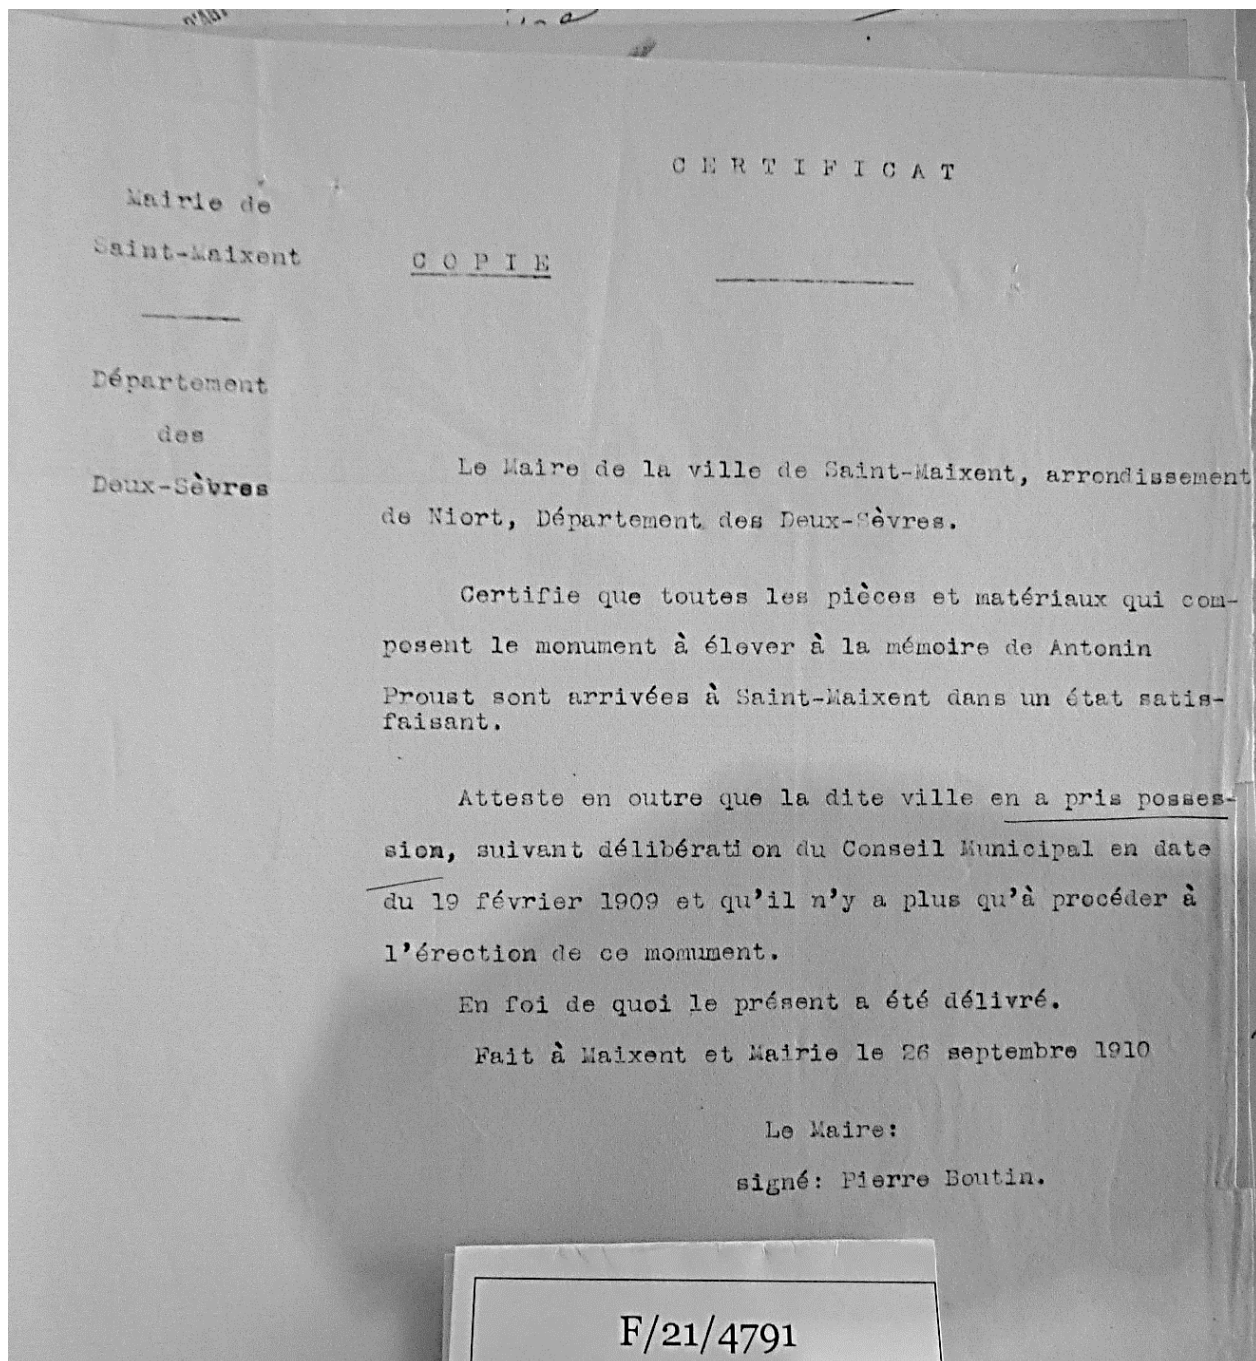 C E R T I F I C A T
Mairie de
Saint-Maixent
C O P I E
Département
des
Deux-Sèvres
Le Maire de la ville de Saint-Maixent, arrondissement
de Niort, Département des Deux-Sèvres.
Certifie que toutes les pièces et matériaux qui com-
posent le monument à élever à la mémoire de Antonin
Proust sont arrivées à Saint-Maixent dans un état satis-
faisant.
Atteste en outre que la dite ville en a pris posses-
sion, suivant délibération du Conseil Municipal en date
du 19 février 1909 et qu'il n'y a plus qu'à procéder à
l'érection de ce monument.
En foi de quoi le présent a été délivré.
Fait à Maixent et Mairie le 26 septembre 1910
Le Maire:
signé: Pierre Boutin.
F/21/4791